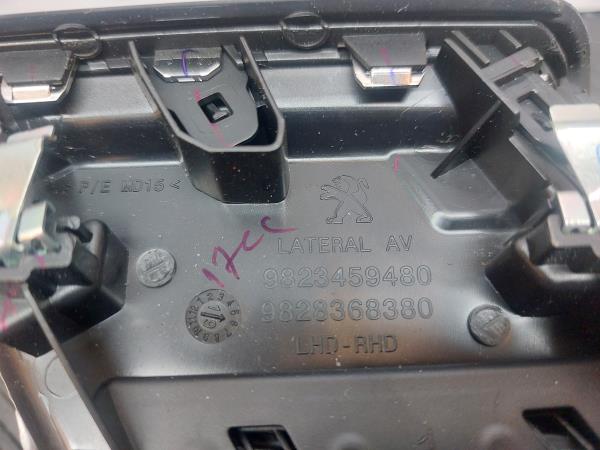 P/E MD15 <
17CC
LATERAL AV
9823459480
9828368380
LHD-RHD